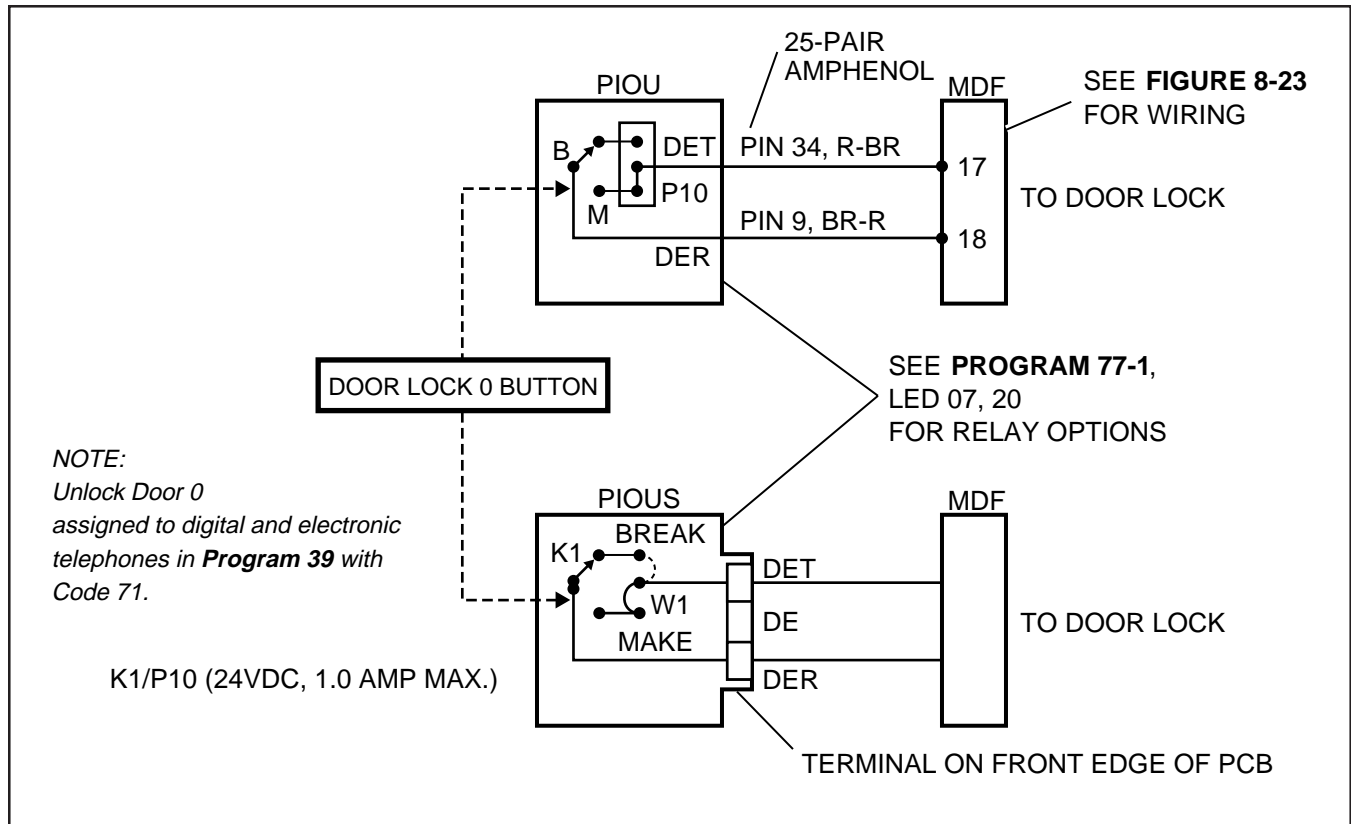 25-PAIR
AMPHENOL
PIOU
MDF
SEE FIGURE 8-23
FOR WIRING
B
DET
PIN 34, R-BR
17
M
P10
TO DOOR LOCK
PIN 9, BR-R
18
DER
DOOR LOCK 0 BUTTON
SEE PROGRAM 77-1,
LED 07, 20
FOR RELAY OPTIONS
NOTE:
Unlock Door 0
assigned to digital and electronic
telephones in Program 39 with
Code 71.
PIOUS
MDF
BREAK
K1
DET
W1
DE
TO DOOR LOCK
MAKE
DER
K1/P10 (24VDC, 1.0 AMP MAX.)
TERMINAL ON FRONT EDGE OF PCB